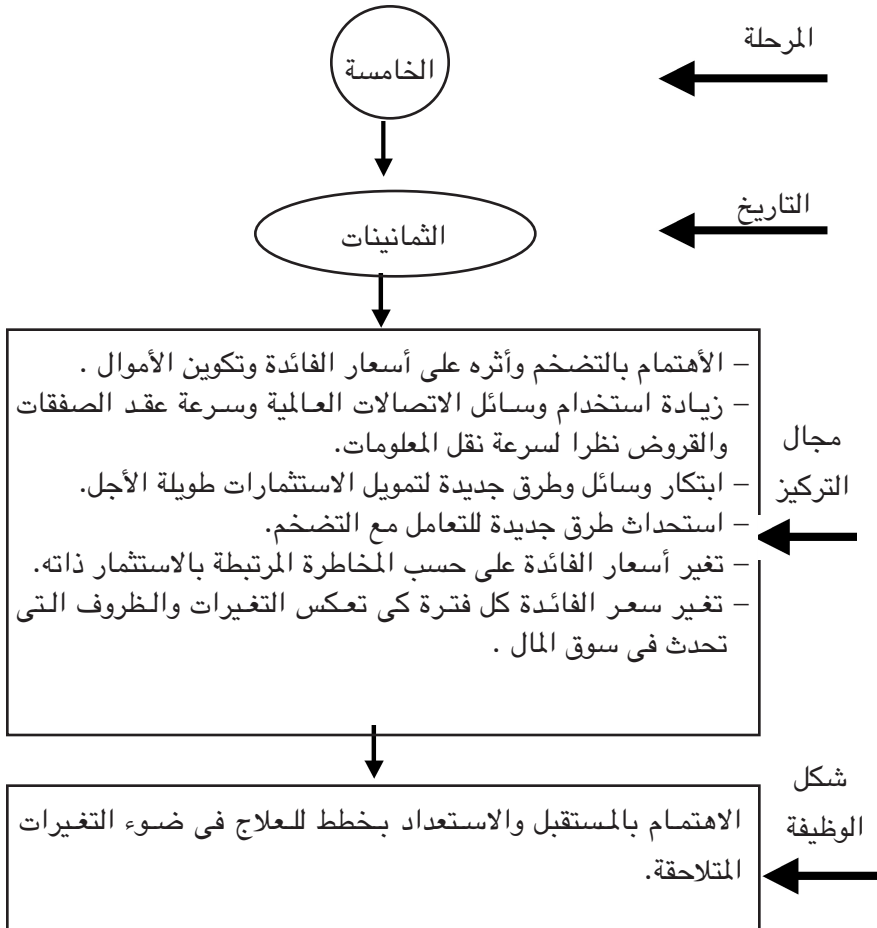 المرحلة
الخامسة
التاريخ
الثمانينات
مجال
التركيز
– الأهتمام بالتضخم وأثره على أسعار الفائدة وتكوين الأموال .
– زيادة استخدام وسائل الاتصالات العالمية وسرعة عقد الصفقات
والقروض نظرا لسرعة نقل المعلومات.
– ابتكار وسائل وطرق جديدة لتمويل الاستثمارات طويلة الأجل.
– استحداث طرق جديدة للتعامل مع التضخم.
– تغير أسعار الفائدة على حسب المخاطرة المرتبطة بالاستثمار ذاته.
– تغير سعر الفائدة كل فترة كى تعكس التغيرات والظروف التى
تحدث فى سوق المال .
شكل
الوظيفة
الاهتمام بالمستقبل والاستعداد بخطط للعلاج فى ضوء التغيرات
المتلاحقة.